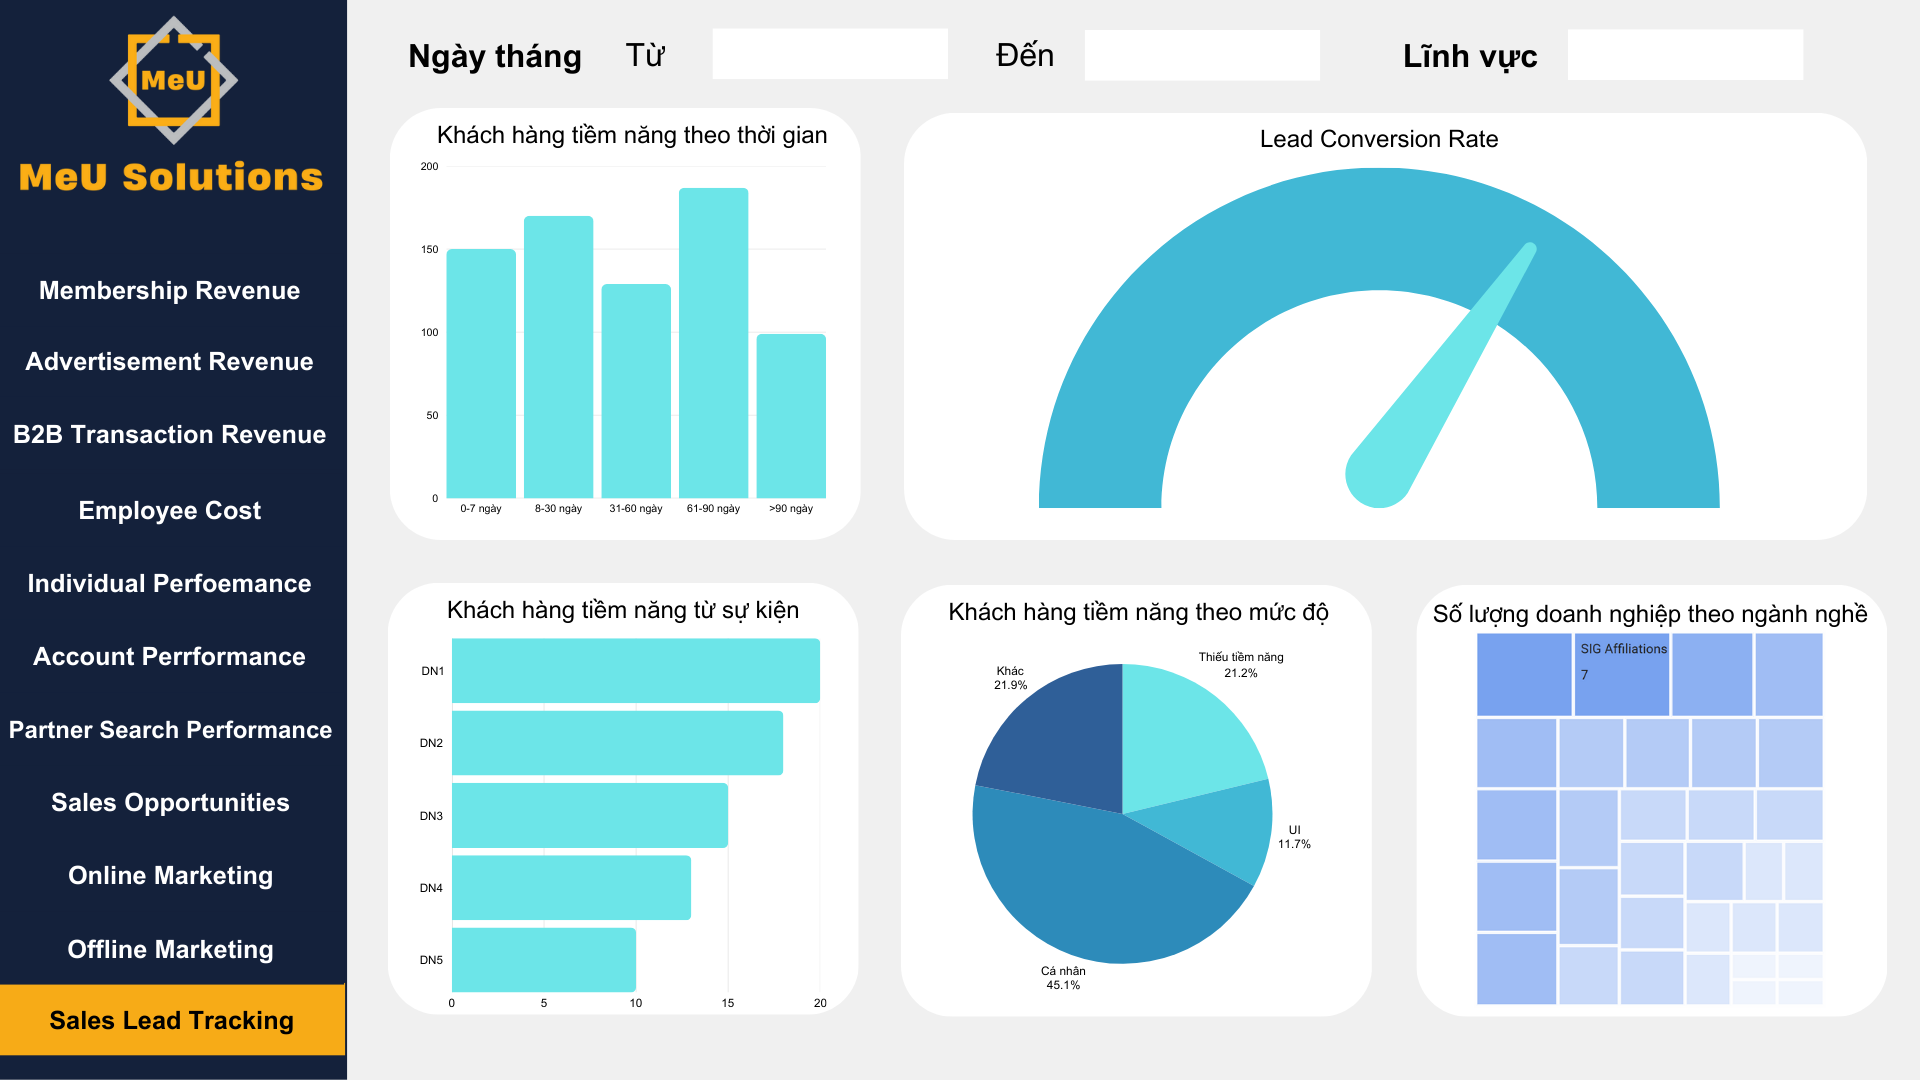 MeU
MeU Solutions
Membership Revenue
Advertisement Revenue
B2B Transaction Revenue
Employee Cost
Individual Perfoemance
Account Perrformance
Partner Search Performance
Sales Opportunities
Online Marketing
Offline Marketing
Sales Lead Tracking
Ngày tháng Từ Đến Lĩnh vực
Khách hàng tiềm năng theo thời gian
200
150
100
50
0
0-7 ngày 8-30 ngày 31-60 ngày 61-90 ngày >90 ngày
Lead Conversion Rate
Khách hàng tiềm năng từ sự kiện
DN1
DN2
DN3
DN4
DN5
0 5 10 15 20
Khách hàng tiềm năng theo mức độ
Thiếu tiềm năng
21.2%
Khác
21.9%
UI
11.7%
Cá nhân
45.1%
Số lượng doanh nghiệp theo ngành nghề
SIG Affiliations
7